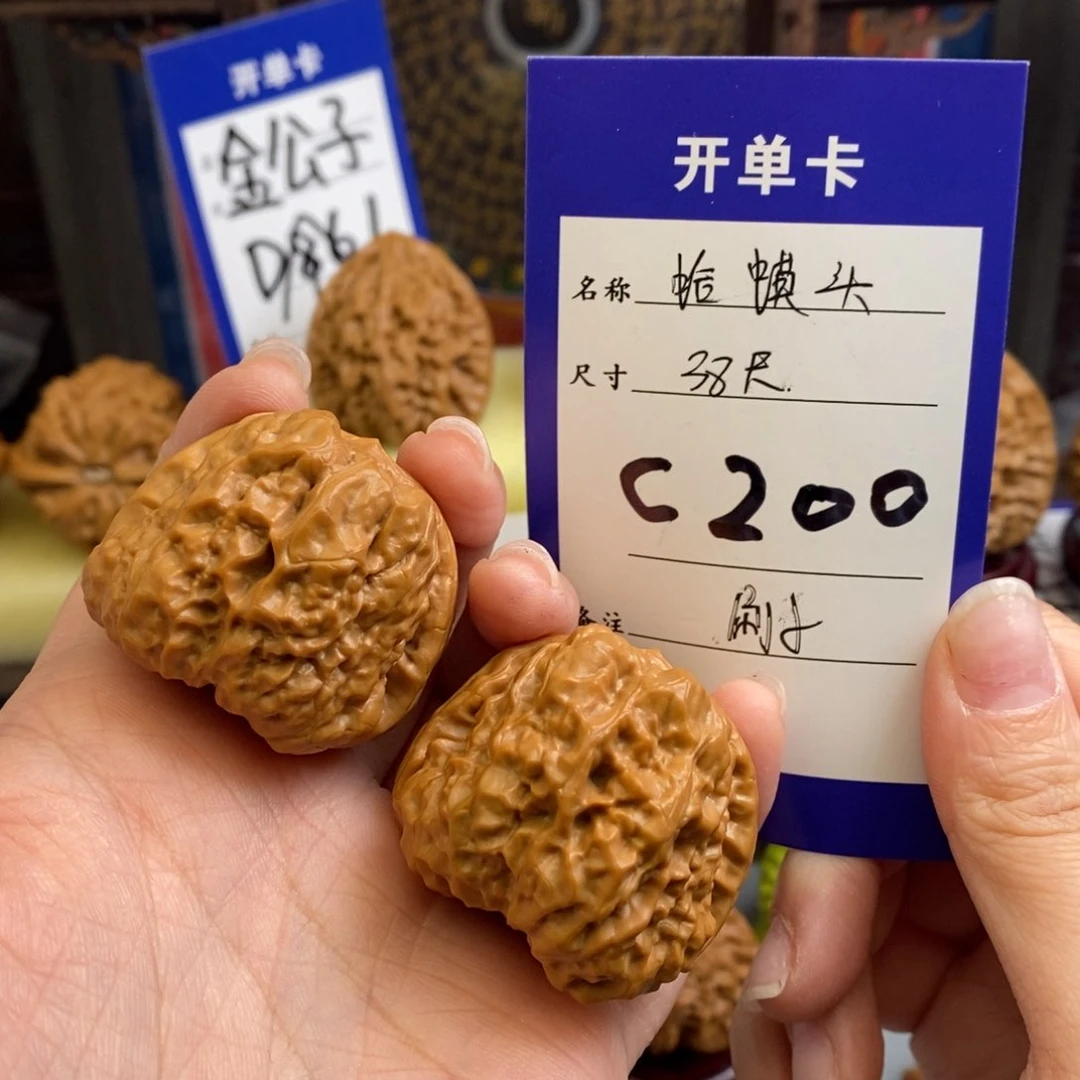 开单卡
金公子
D861
开单卡
名称 蛤蟆头
尺寸 38尺.
C200
备注 刷子